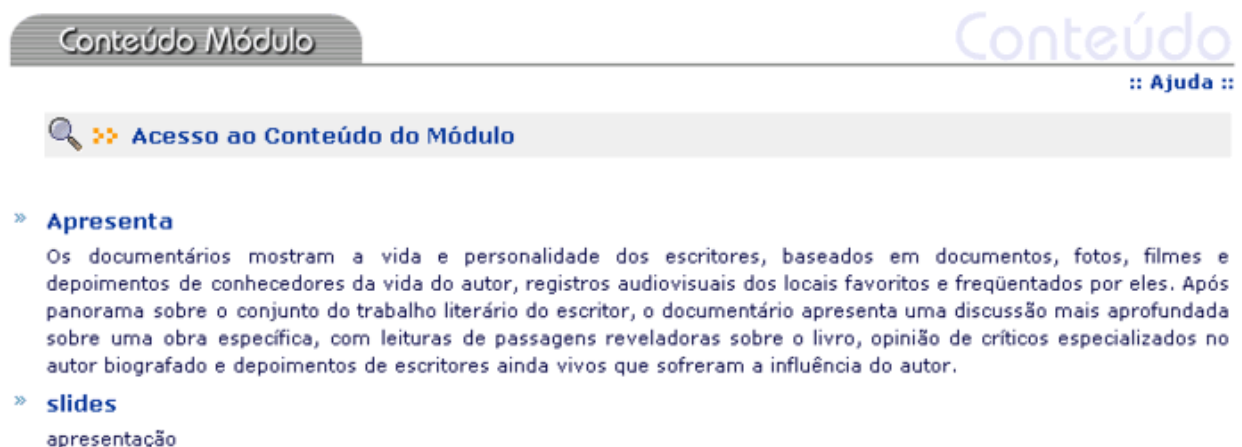 Conteúdo Módulo
Conteúdo
:: Ajuda ::
Acesso ao Conteúdo do Módulo
» Apresenta
Os documentários mostram a vida e personalidade dos escritores, baseados em documentos, fotos, filmes e
depoimentos de conhecedores da vida do autor, registros audiovisuais dos locais favoritos e freqüentados por eles. Após
panorama sobre o conjunto do trabalho literário do escritor, o documentário apresenta uma discussão mais aprofundada
sobre uma obra específica, com leituras de passagens reveladoras sobre o livro, opinião de críticos especializados no
autor biografado e depoimentos de escritores ainda vivos que sofreram a influência do autor.
» slides
apresentação